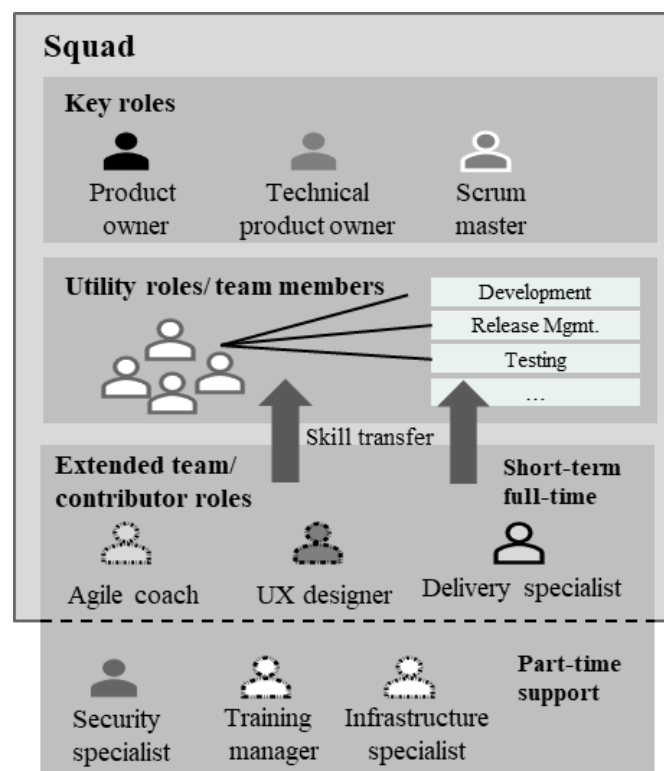 Squad
Key roles
Product
owner
Technical
product owner
Scrum
master
Utility roles/ team members
Development
Release Mgmt.
Testing
…
Skill transfer
Extended team/
contributor roles
Short-term
full-time
Agile coach
UX designer
Delivery specialist
Part-time
support
Security
specialist
Training
manager
Infrastructure
specialist